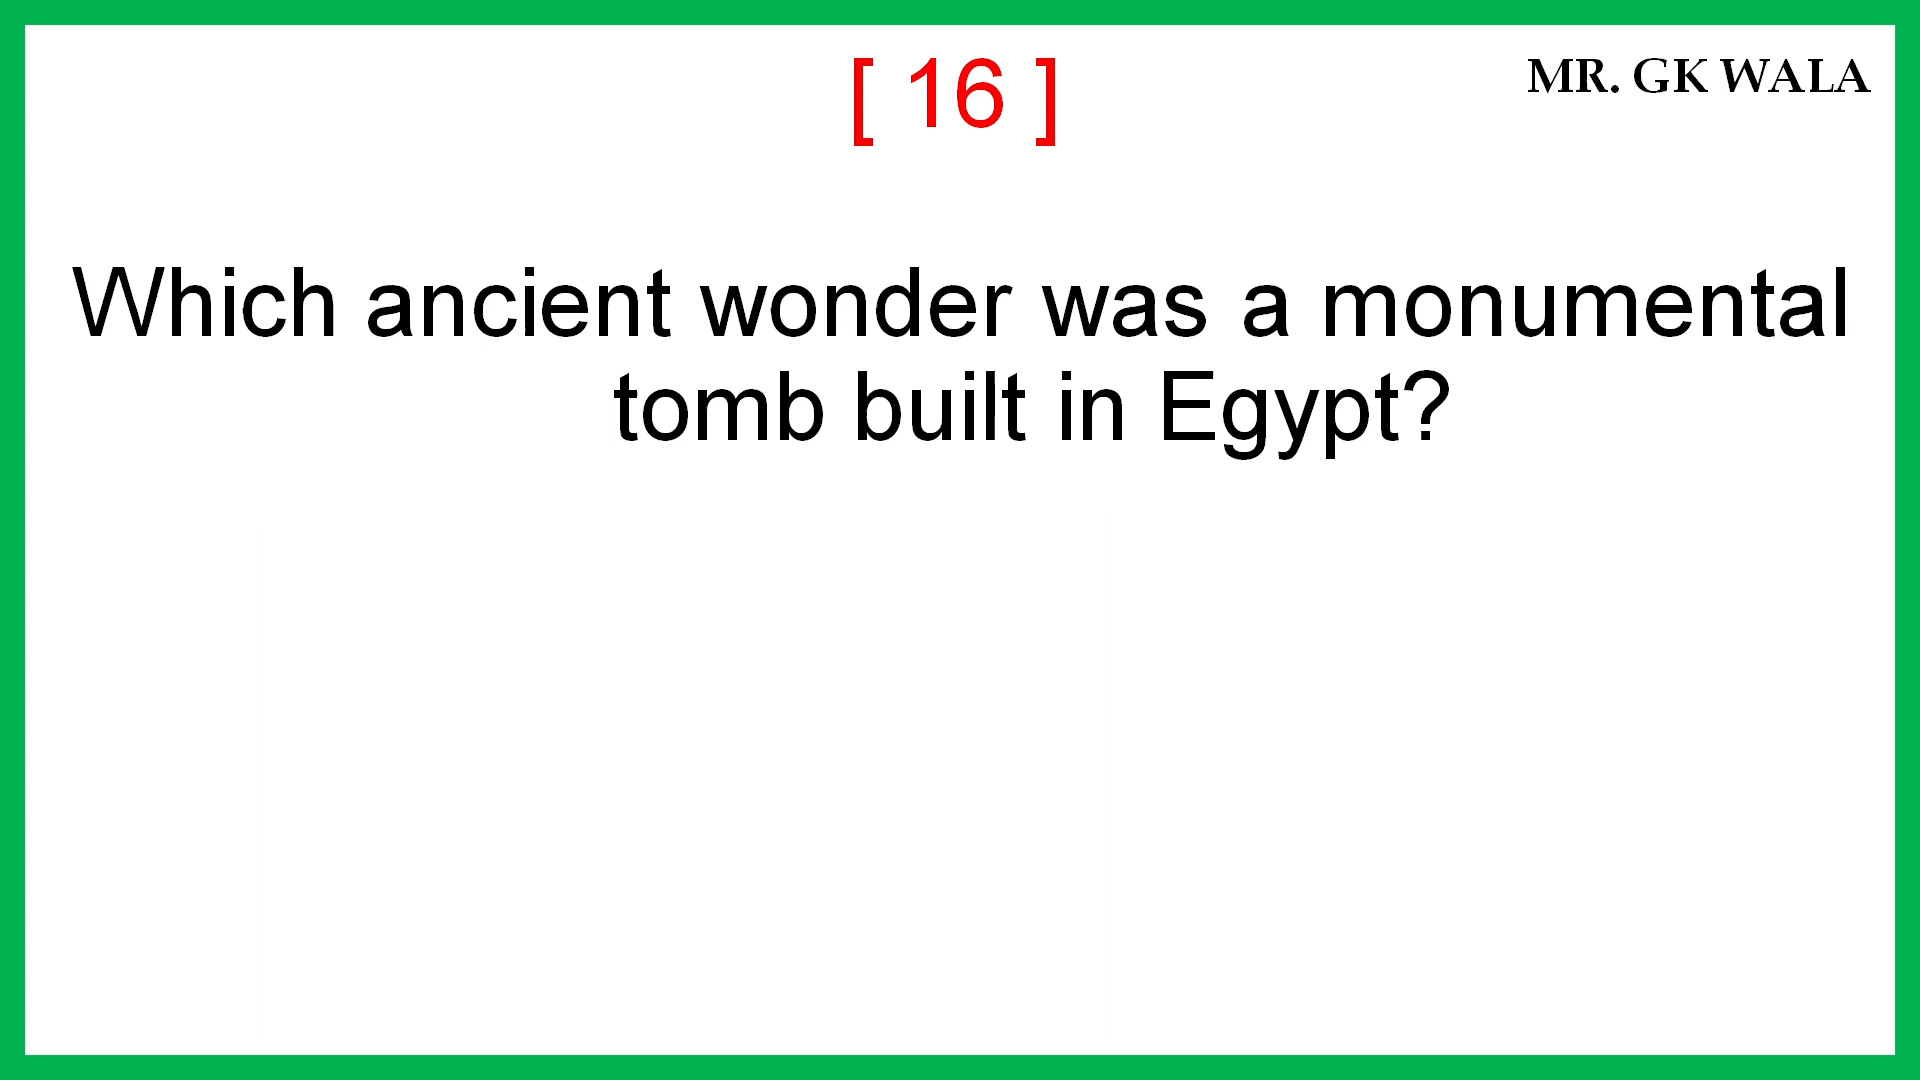 [ 16 ]
MR. GK WALA
Which ancient wonder was a monumental
tomb built in Egypt?